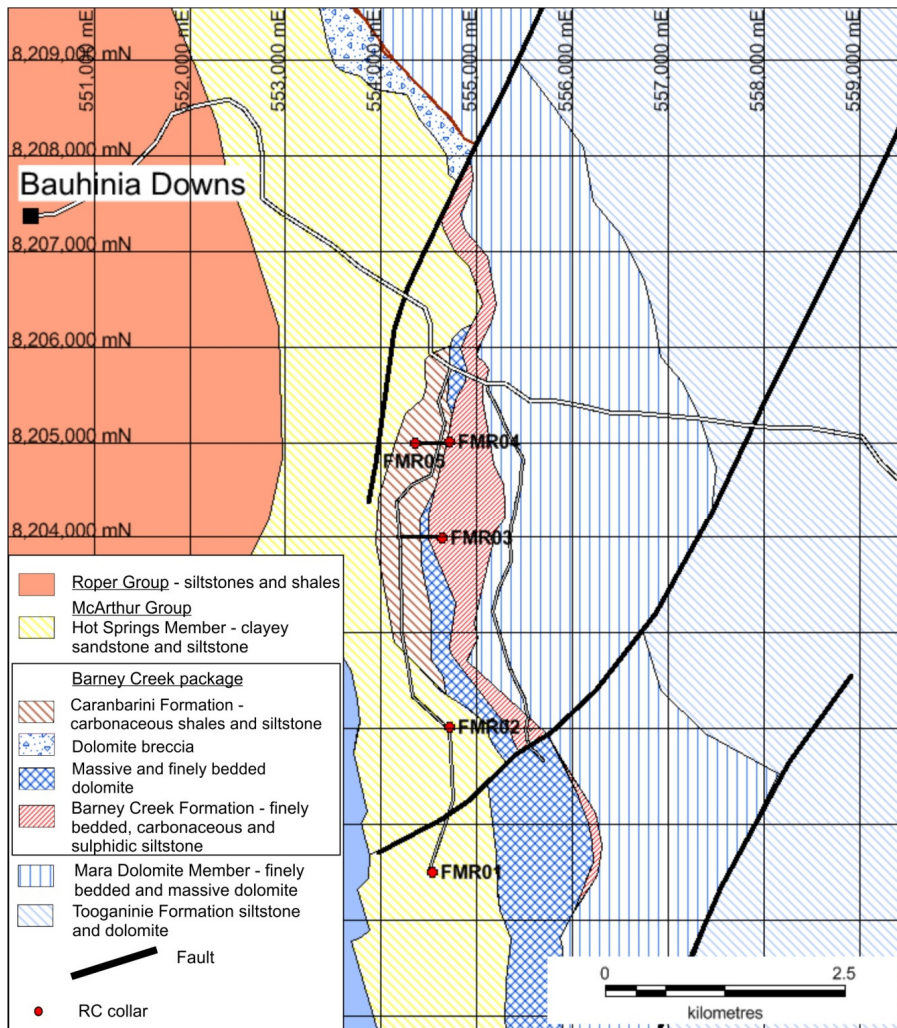 551,000 mE
552,000 mE
553,000 mE
554,000 mE
555,000 mE
556,000 mE
557,000 mE
558,000 mE
559,000 mE
8,209,000 mN
8,208,000 mN
Bauhinia Downs
8,207,000 mN
8,206,000 mN
8,205,000 mN
FMR04
FMR05
8,204,000 mN
FMR03
FMR02
FMR01
Roper Group - siltstones and shales
McArthur Group
Hot Springs Member - clayey
sandstone and siltstone
Barney Creek package
Caranbarini Formation -
carbonaceous shales and siltstone
Dolomite breccia
Massive and finely bedded
dolomite
Barney Creek Formation - finely
bedded, carbonaceous and
sulphidic siltstone
Mara Dolomite Member - finely
bedded and massive dolomite
Tooganinie Formation siltstone
and dolomite
Fault
RC collar
0 2.5
kilometres